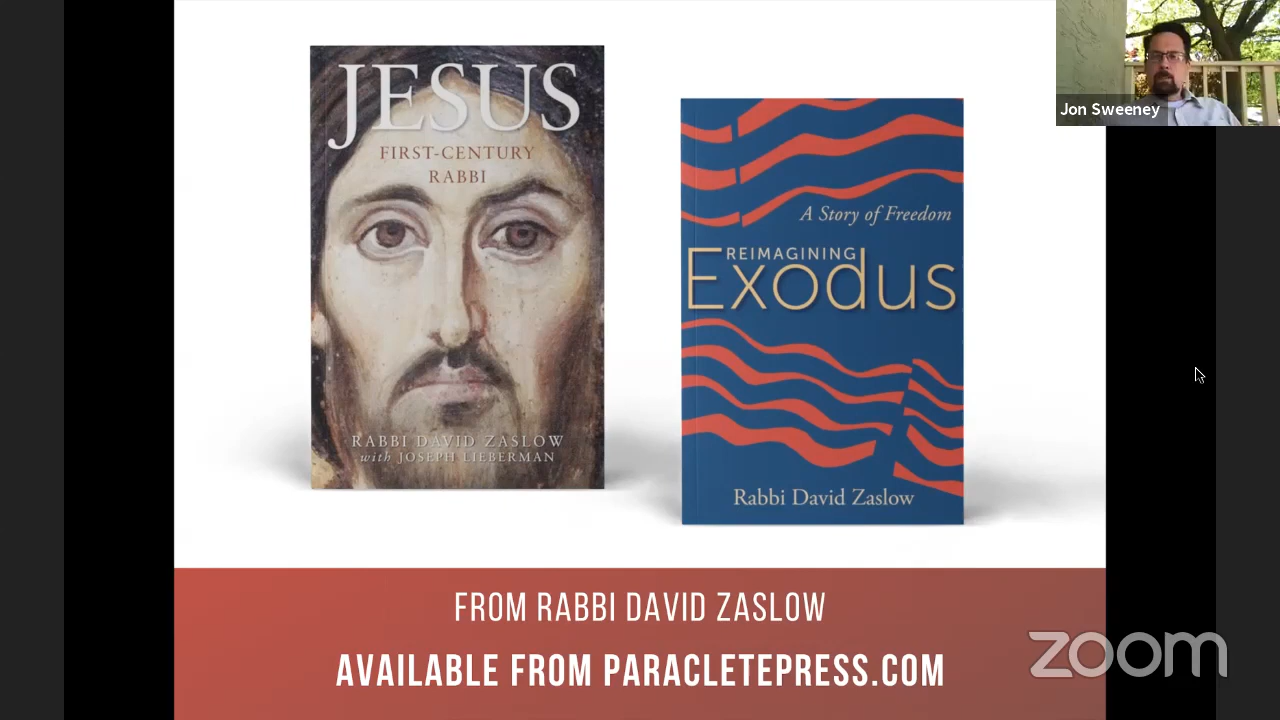 JESUS
FIRST-CENTURY
RABBI
RABBI DAVID ZASLOW
with JOSEPH LIEBERMAN
A Story of Freedom
REIMAGINING
Exodus
Rabbi David Zaslow
Jon Sweeney
FROM RABBI DAVID ZASLOW
AVAILABLE FROM PARACLETEPRESS.COM
zoom